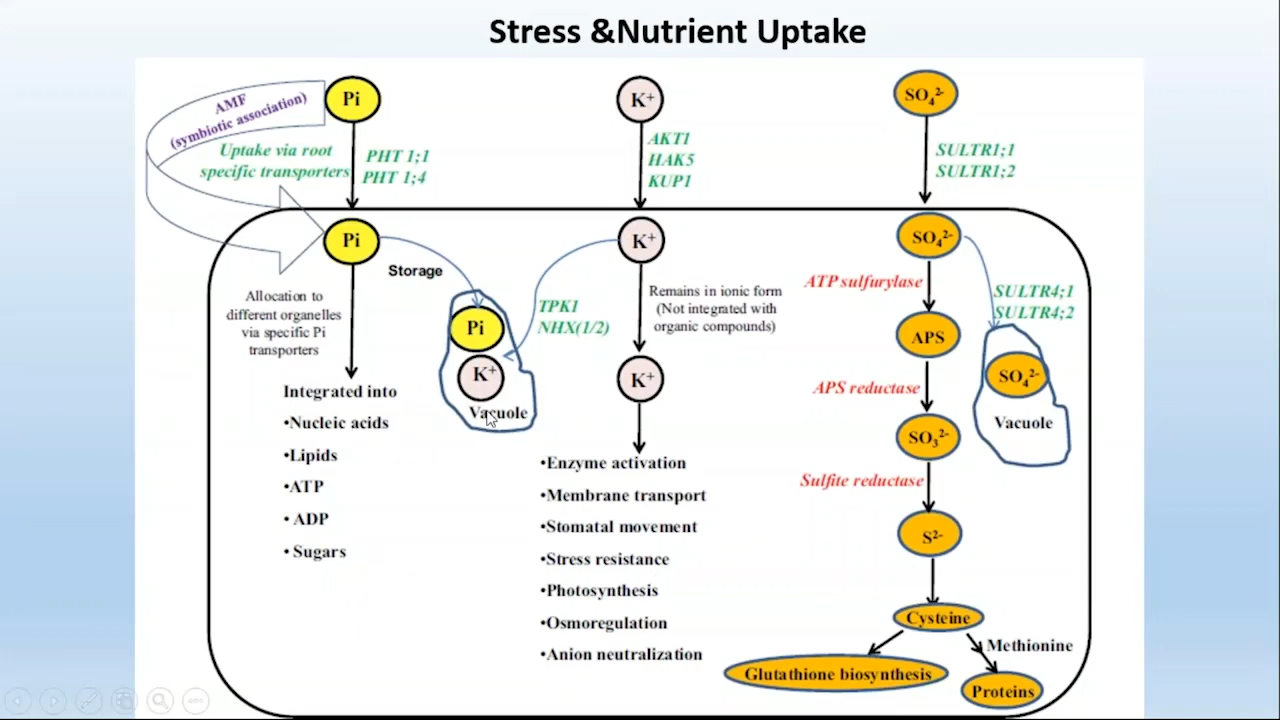 Stress &Nutrient Uptake
AMF
(symbiotic association)
Pi
Uptake via root
specific transporters
PHT 1;1
PHT 1;4
Pi
Storage
Allocation to
different organelles
via specific Pi
transporters
Integrated into
•Nucleic acids
•Lipids
•ATP
• ADP
• Sugars
Pi
K⁺
Vacuole
K⁺
AKT1
HAK5
KUP1
K⁺
TPK1
NHX(1/2)
Remains in ionic form
(Not integrated with
organic compounds)
K⁺
•Enzyme activation
•Membrane transport
•Stomatal movement
•Stress resistance
•Photosynthesis
•Osmoregulation
•Anion neutralization
SO₄²⁻
SULTR1;1
SULTR1;2
SO₄²⁻
ATP sulfurylase
SULTR4;1
SULTR4;2
APS
SO₄²⁻
Vacuole
APS reductase
SO₃²⁻
Sulfite reductase
S²⁻
Cysteine
Methionine
Glutathione biosynthesis
Proteins